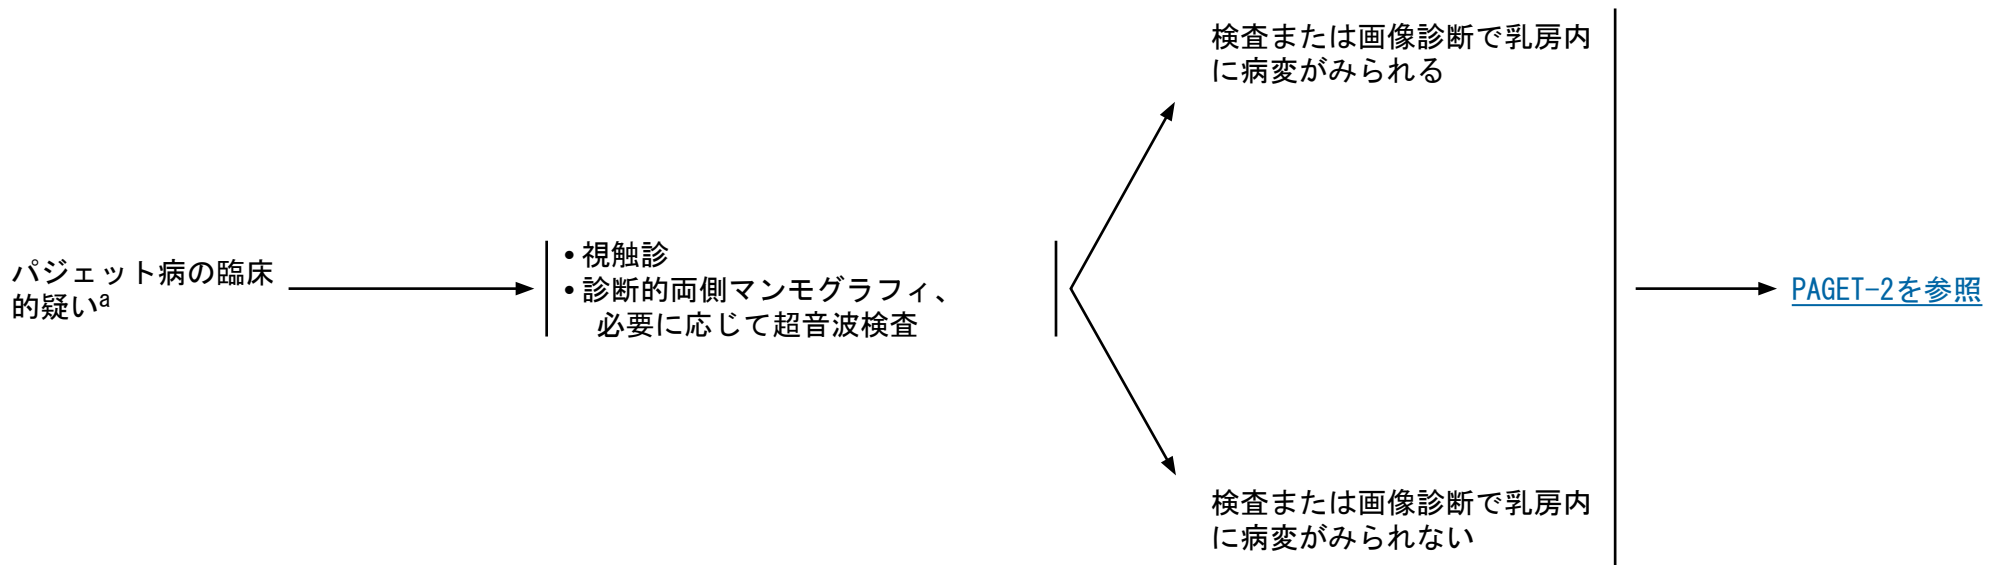 パジェット病の臨床
的疑いa
• 視触診
• 診断的両側マンモグラフィ、
必要に応じて超音波検査
検査または画像診断で乳房内
に病変がみられる
検査または画像診断で乳房内
に病変がみられない
PAGET-2を参照